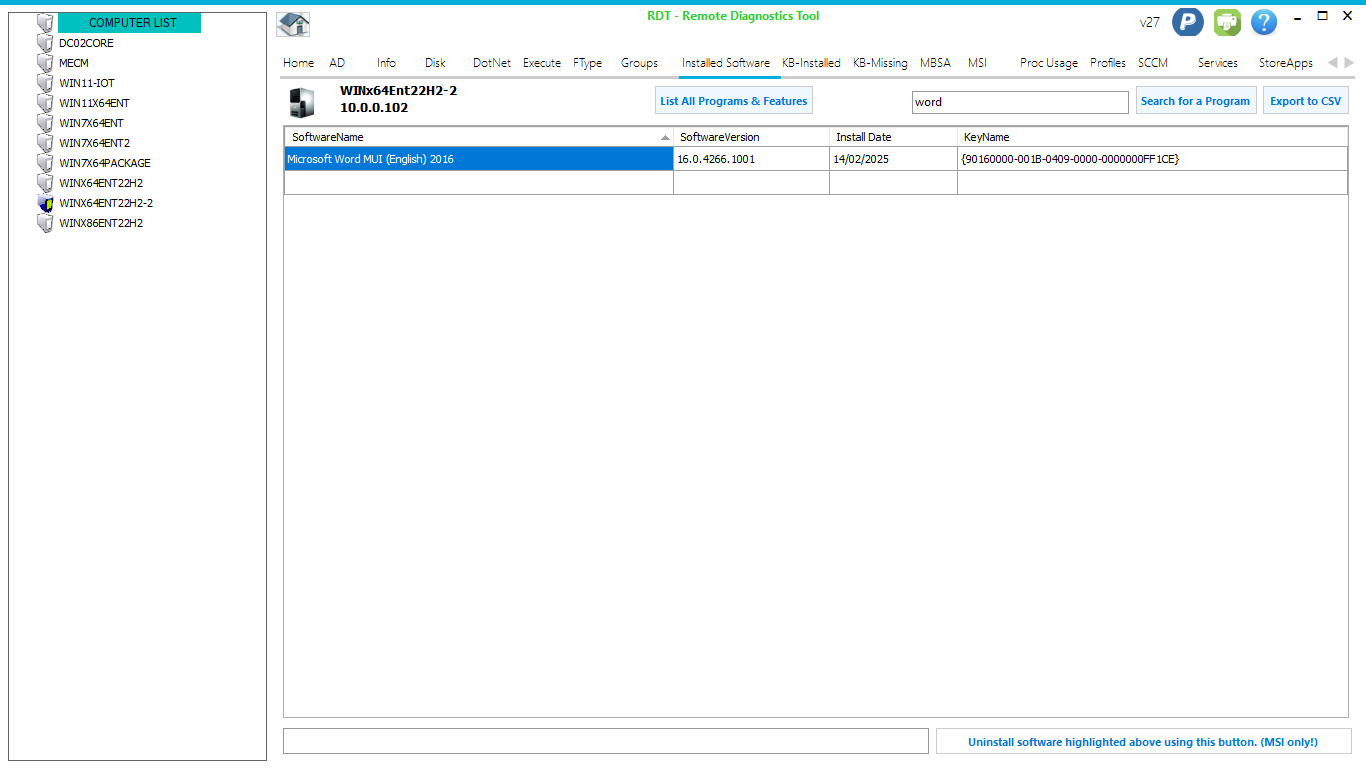 COMPUTER LIST
DC02CORE
MECM
WIN11-IOT
WIN11X64ENT
WIN7X64ENT
WIN7X64ENT2
WIN7X64PACKAGE
WINX64ENT22H2
WINX64ENT22H2-2
WINX86ENT22H2
RDT - Remote Diagnostics Tool
v27
P
?
Home AD Info Disk DotNet Execute FType Groups Installed Software KB-Installed KB-Missing MBSA MSI Proc Usage Profiles SCCM Services StoreApps
WINx64Ent22H2-2
10.0.0.102
List All Programs & Features
word
Search for a Program
Export to CSV
SoftwareName SoftwareVersion Install Date KeyName
Microsoft Word MUI (English) 2016 16.0.4266.1001 14/02/2025 {90160000-001B-0409-0000-0000000FF1CE}
Uninstall software highlighted above using this button. (MSI only!)